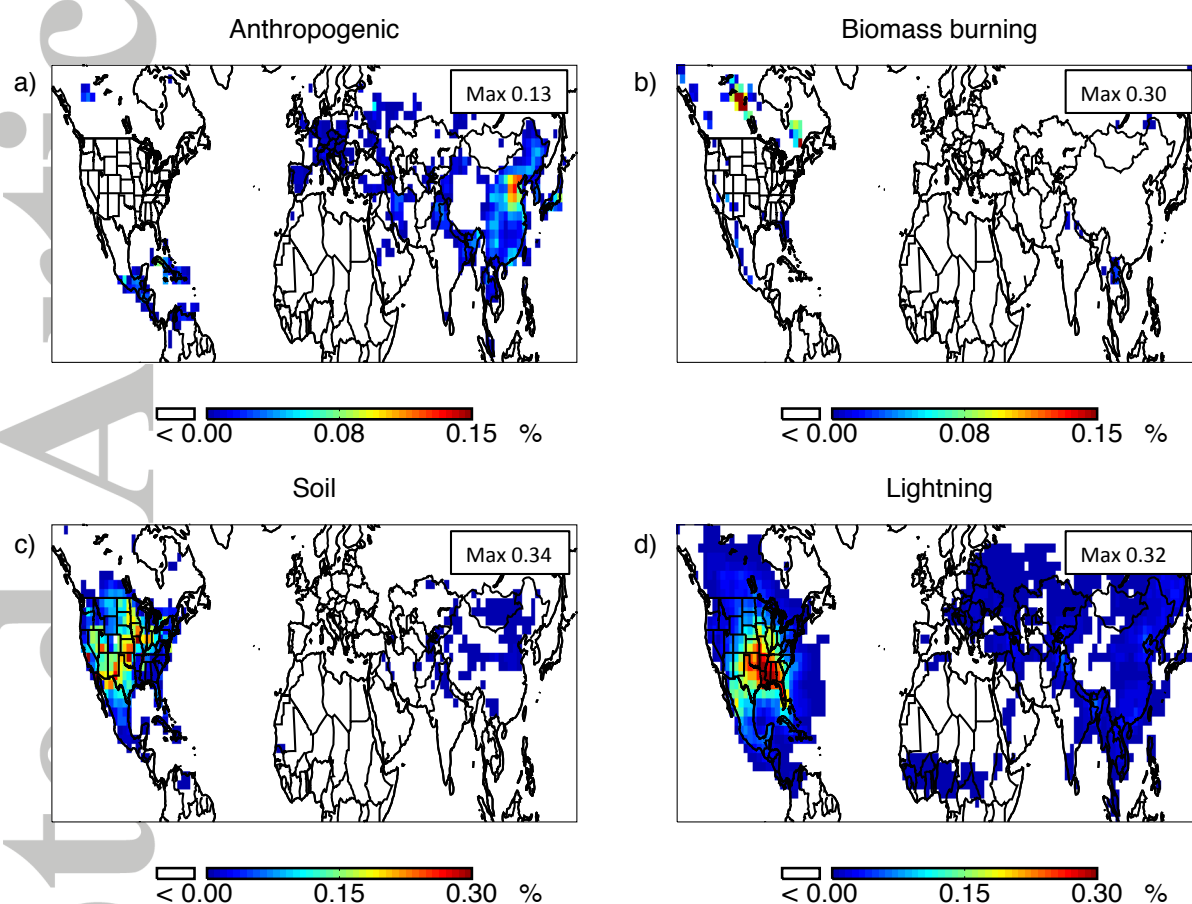 Anthropogenic
Biomass burning
a)
Max 0.13
b)
Max 0.30
< 0.00 0.08 0.15 %
< 0.00 0.08 0.15 %
Soil
Lightning
c)
Max 0.34
d)
Max 0.32
< 0.00 0.15 0.30 %
< 0.00 0.15 0.30 %